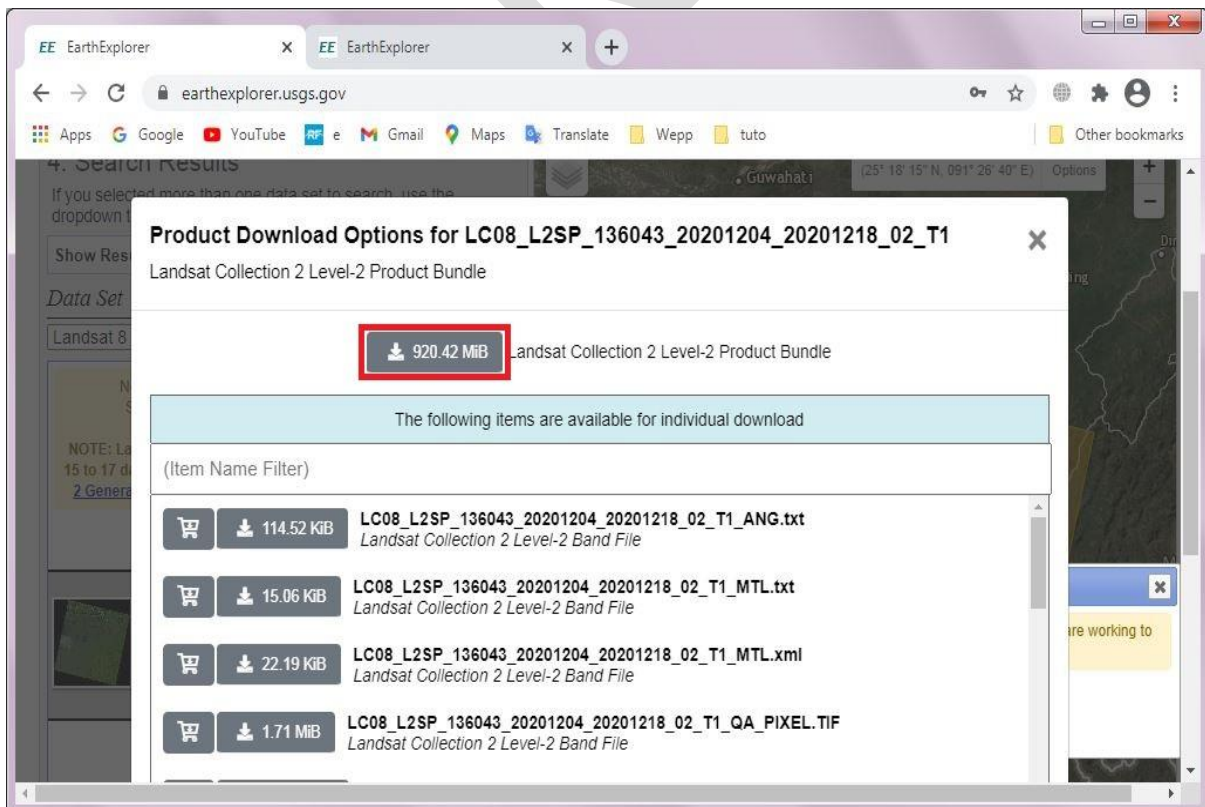 EE EarthExplorer
EE EarthExplorer
earthexplorer.usgs.gov
Apps
Google
YouTube
RF e
Gmail
Maps
Translate
Wepp
tuto
Other bookmarks
4. Search Results
If you selected more than one data set to search, use the
dropdown
Show
Data Set
Landsat 8
NOTE:
15 to 17
2
Guwahati
(25° 18' 15" N, 091° 26' 40" E)
Options
+
−
Product Download Options for LC08_L2SP_136043_20201204_20201218_02_T1
Landsat Collection 2 Level-2 Product Bundle
920.42 MiB
Landsat Collection 2 Level-2 Product Bundle
The following items are available for individual download
(Item Name Filter)
114.52 KiB
LC08_L2SP_136043_20201204_20201218_02_T1_ANG.txt
Landsat Collection 2 Level-2 Band File
15.06 KiB
LC08_L2SP_136043_20201204_20201218_02_T1_MTL.txt
Landsat Collection 2 Level-2 Band File
22.19 KiB
LC08_L2SP_136043_20201204_20201218_02_T1_MTL.xml
Landsat Collection 2 Level-2 Band File
1.71 MiB
LC08_L2SP_136043_20201204_20201218_02_T1_QA_PIXEL.TIF
Landsat Collection 2 Level-2 Band File
are working to